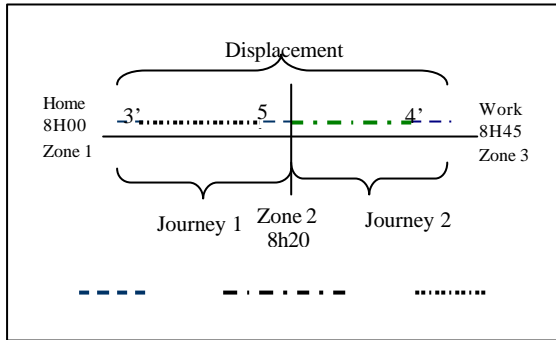 Displacement
Home
8H00
Zone 1
3’
5
4’
Work
8H45
Zone 3
Journey 1
Zone 2
8h20
Journey 2